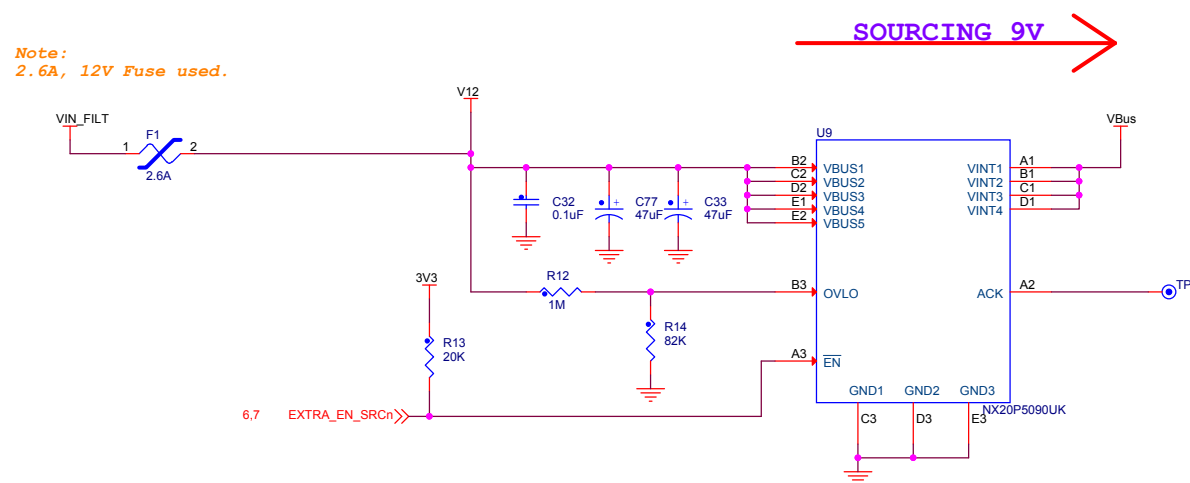 SOURCING 9V
Note:
2.6A, 12V Fuse used.
V12
VIN_FILT
VBus
F1
U9
1
2
2.6A
B2
C2
D2
E1
E2
VBUS1
VBUS2
VBUS3
VBUS4
VBUS5
VINT1
VINT2
VINT3
VINT4
A1
B1
C1
D1
C32
0.1uF
+
C77
47uF
+
C33
47uF
3V3
R12
1M
B3
OVLO
ACK
A2
TP
R13
20K
R14
82K
A3
EN
GND1
GND2
GND3
NX20P5090UK
6,7
EXTRA_EN_SRCn
C3
D3
E3